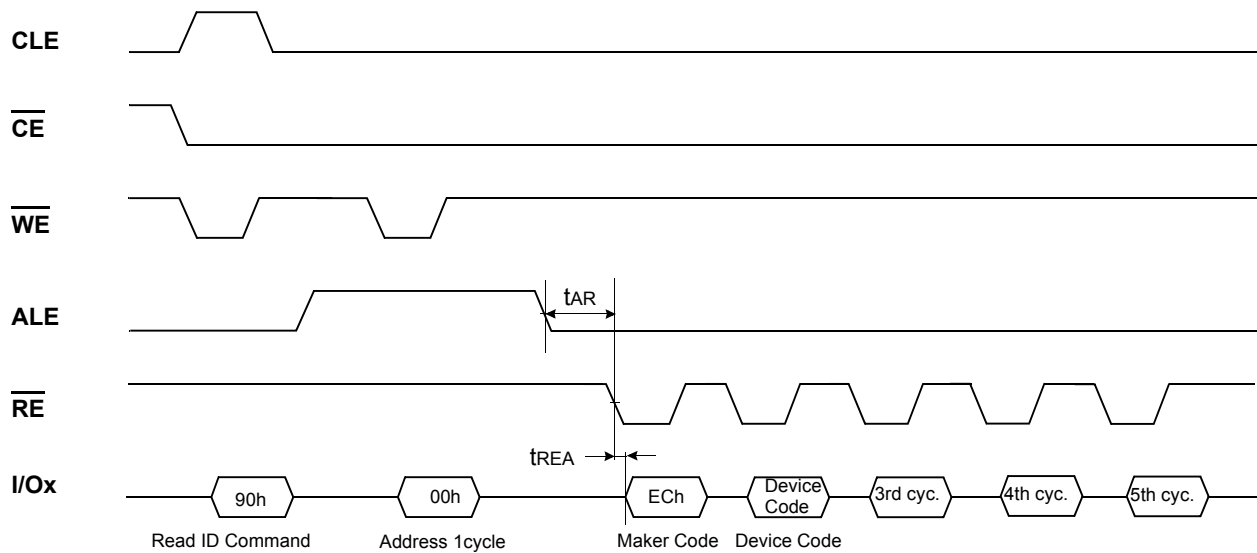 CLE
CE
WE
ALE
tAR
RE
tREA
I/Ox
90h
00h
ECh
Device
Code
3rd cyc.
4th cyc.
5th cyc.
Read ID Command
Address 1cycle
Maker Code
Device Code